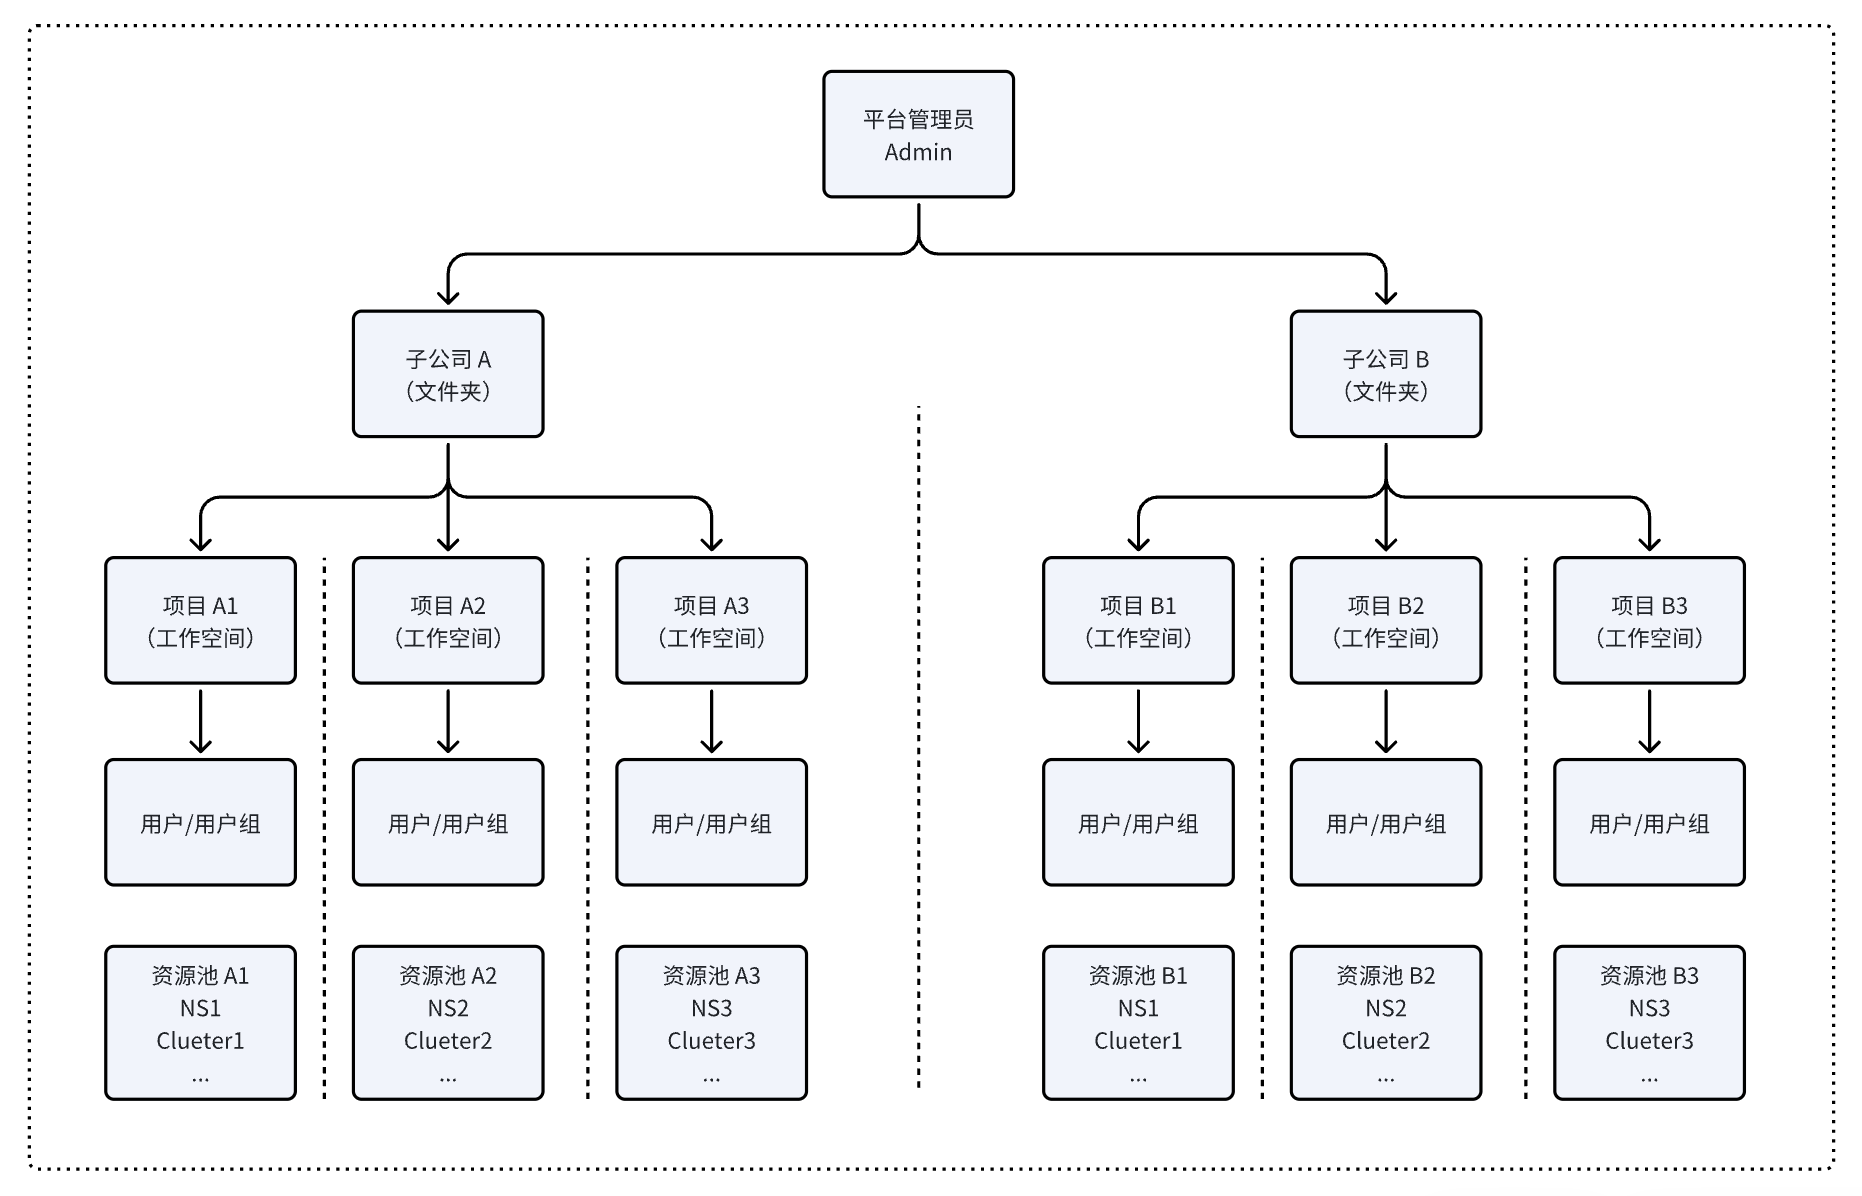 平台管理员
Admin
子公司 A
（文件夹）
子公司 B
（文件夹）
项目 A1
（工作空间）
项目 A2
（工作空间）
项目 A3
（工作空间）
项目 B1
（工作空间）
项目 B2
（工作空间）
项目 B3
（工作空间）
用户/用户组
用户/用户组
用户/用户组
用户/用户组
用户/用户组
用户/用户组
资源池 A1
NS1
Clueter1
...
资源池 A2
NS2
Clueter2
...
资源池 A3
NS3
Clueter3
...
资源池 B1
NS1
Clueter1
...
资源池 B2
NS2
Clueter2
...
资源池 B3
NS3
Clueter3
...